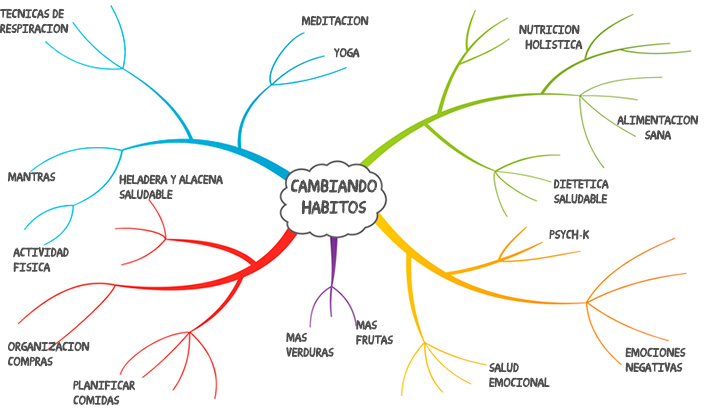 TECNICAS DE
RESPIRACION
MEDITACION
YOGA
NUTRICION
HOLISTICA
ALIMENTACION
SANA
MANTRAS
HELADERA Y ALACENA
SALUDABLE
CAMBIANDO
HABITOS
DIETETICA
SALUDABLE
ACTIVIDAD
FISICA
PSYCH-K
ORGANIZACION
COMPRAS
MAS
VERDURAS
MAS
FRUTAS
EMOCIONES
NEGATIVAS
PLANIFICAR
COMIDAS
SALUD
EMOCIONAL